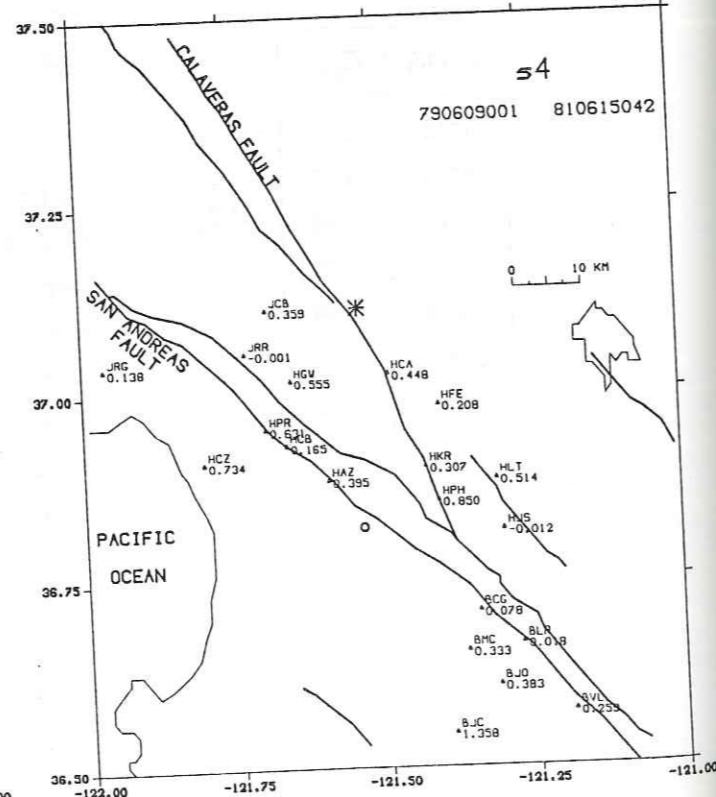 37.50
37.25
37.00
36.75
36.50
s4
790609001 810615042
CALAVERAS FAULT
0 10 KM
SAN ANDREAS
FAULT
JCB
0.359
JRR
-0.001
JRG
0.138
HGW
0.555
HCA
0.448
HFE
0.208
HPR
0.631
HCB
0.165
HCZ
0.734
HAZ
0.395
HKR
0.307
HLT
0.514
HPH
0.850
HJS
-0.012
PACIFIC
OCEAN
BCG
0.078
BMC
0.333
BLR
0.018
BJO
0.383
BVL
0.259
BJC
1.358
-122.00
-121.75
-121.50
-121.25
-121.00